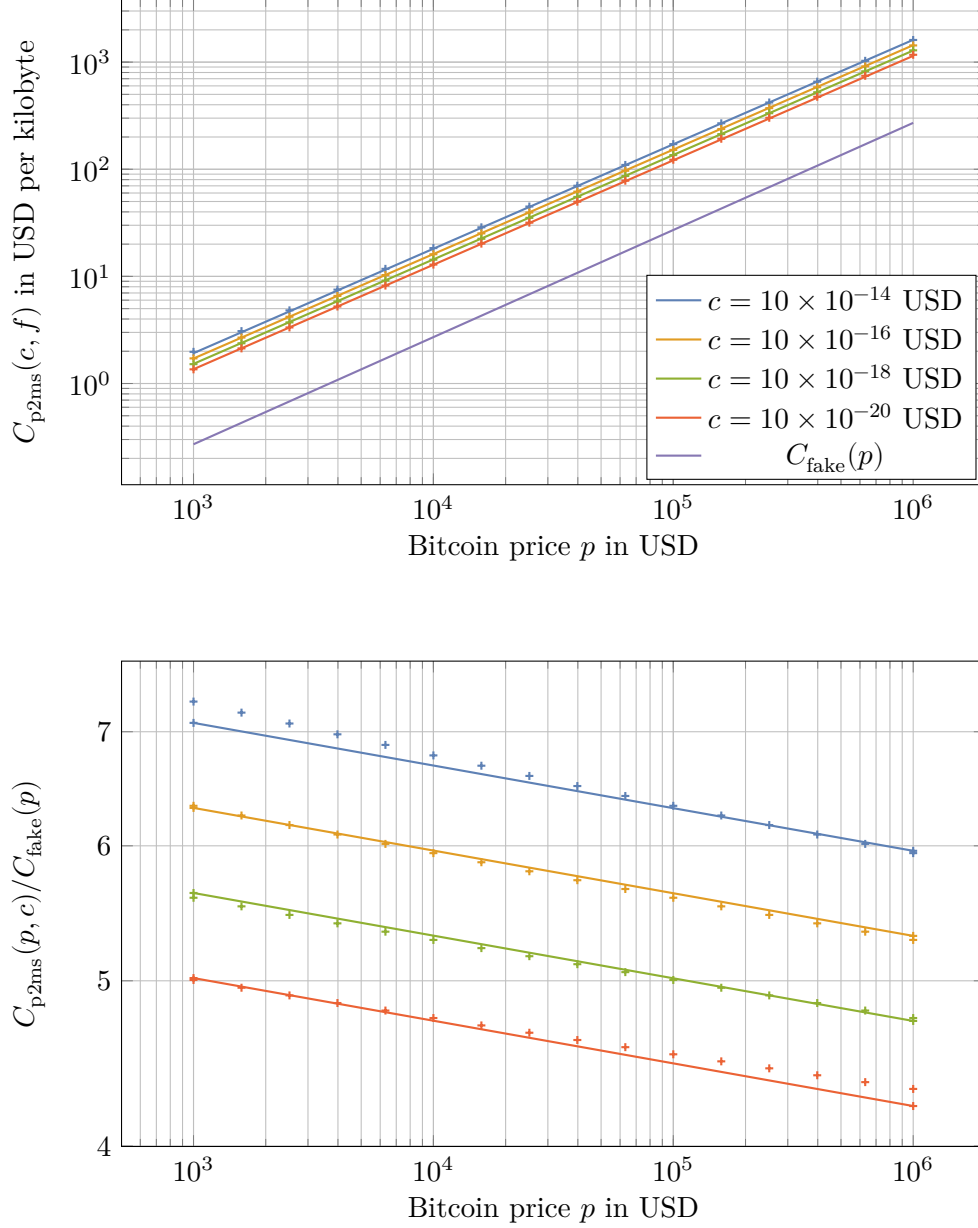 C_p2ms(c, f) in USD per kilobyte
10^3
10^2
10^1
10^0
c = 10 × 10^−14 USD
c = 10 × 10^−16 USD
c = 10 × 10^−18 USD
c = 10 × 10^−20 USD
C_fake(p)
10^3 10^4 10^5 10^6
Bitcoin price p in USD
C_p2ms(p, c)/C_fake(p)
7
6
5
4
10^3 10^4 10^5 10^6
Bitcoin price p in USD